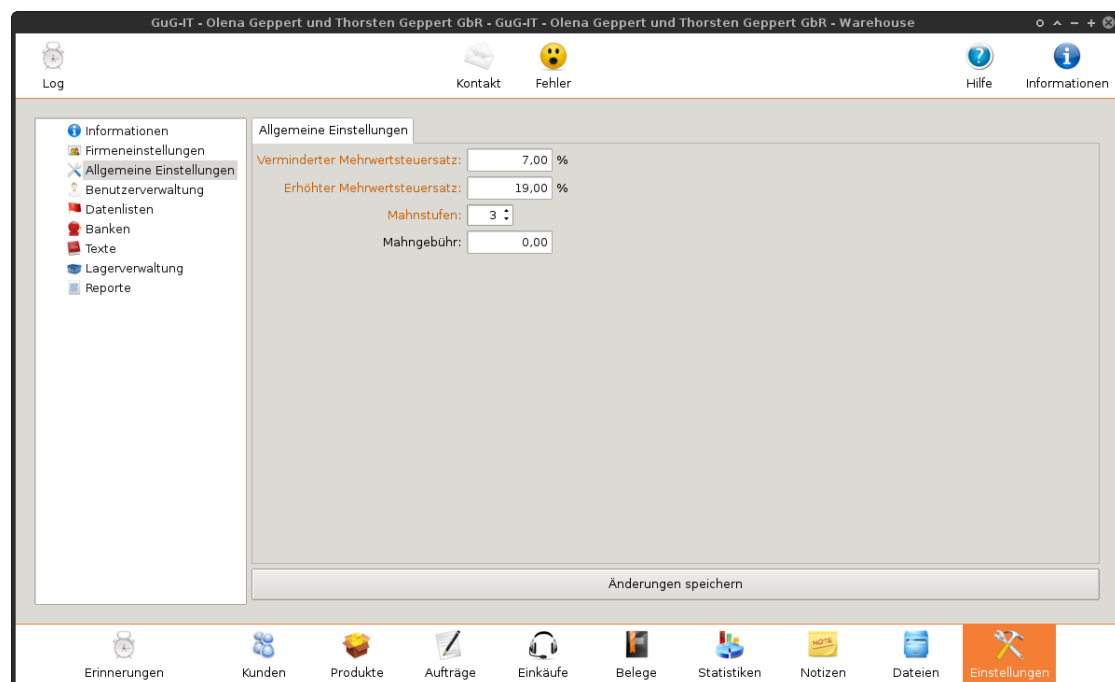 GuG-IT - Olena Geppert und Thorsten Geppert GbR - GuG-IT - Olena Geppert und Thorsten Geppert GbR - Warehouse
Log Kontakt Fehler Hilfe Informationen
Informationen
Firmeneinstellungen
Allgemeine Einstellungen
Benutzerverwaltung
Datenlisten
Banken
Texte
Lagerverwaltung
Reporte
Allgemeine Einstellungen
Verminderter Mehrwertsteuersatz: 7,00 %
Erhöhter Mehrwertsteuersatz: 19,00 %
Mahnstufen: 3
Mahngebühr: 0,00
Änderungen speichern
NOTE
Erinnerungen Kunden Produkte Aufträge Einkäufe Belege Statistiken Notizen Dateien Einstellungen